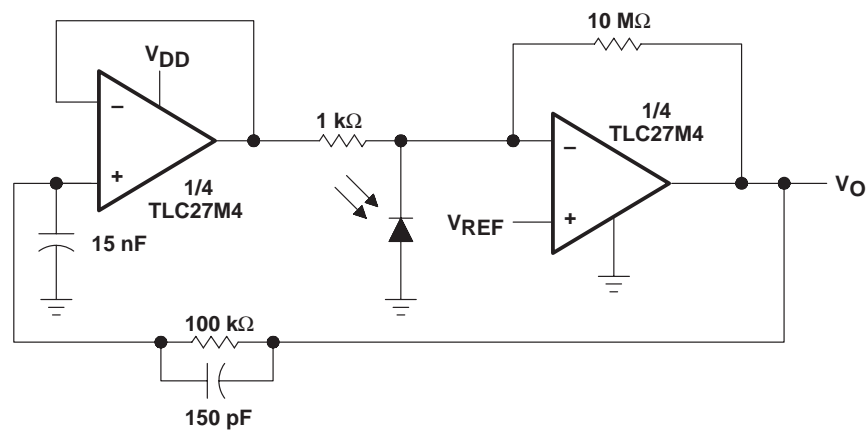 10 MΩ
V_DD
−
+
1/4
TLC27M4
1 kΩ
15 nF
1/4
TLC27M4
−
+
V_REF
V_O
100 kΩ
150 pF